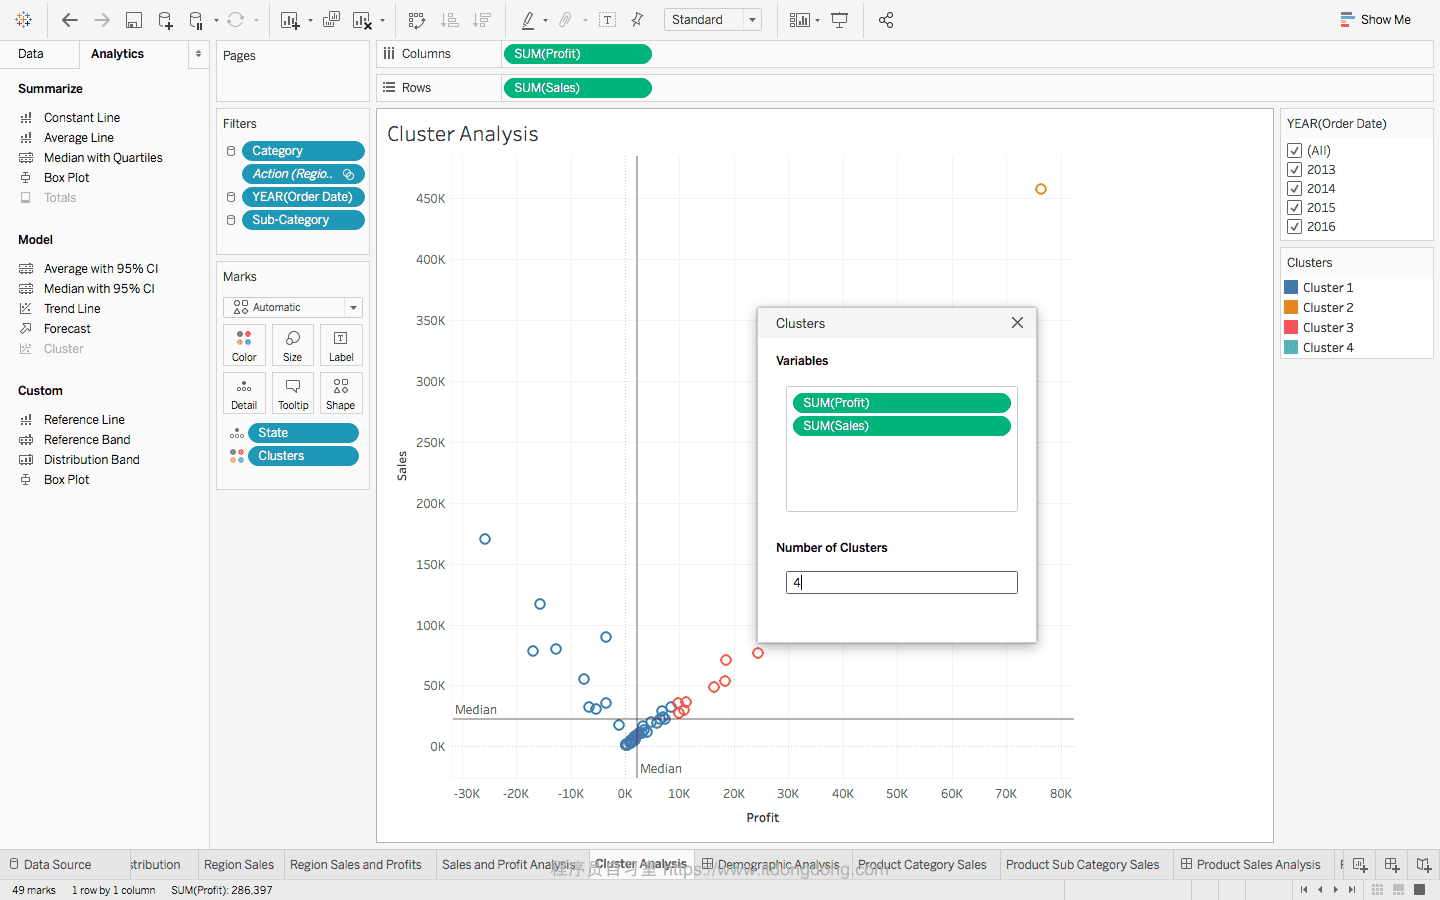 Standard
Show Me
Data
Analytics
Summarize
Constant Line
Average Line
Median with Quartiles
Box Plot
Totals
Model
Average with 95% CI
Median with 95% CI
Trend Line
Forecast
Cluster
Custom
Reference Line
Reference Band
Distribution Band
Box Plot
Pages
Filters
Category
Action (Regio..
YEAR(Order Date)
Sub-Category
Marks
Automatic
Color
Size
Label
Detail
Tooltip
Shape
State
Clusters
Columns
SUM(Profit)
Rows
SUM(Sales)
Cluster Analysis
450K
400K
350K
300K
250K
200K
150K
100K
50K
0K
Sales
Median
Median
-30K
-20K
-10K
0K
10K
20K
30K
40K
50K
60K
70K
80K
Profit
Clusters
Variables
SUM(Profit)
SUM(Sales)
Number of Clusters
4
YEAR(Order Date)
(All)
2013
2014
2015
2016
Clusters
Cluster 1
Cluster 2
Cluster 3
Cluster 4
Data Source
stribution
Region Sales
Region Sales and Profits
Sales and Profit Analysis
Cluster Analysis
Demographic Analysis
Product Category Sales
Product Sub Category Sales
Product Sales Analysis
程序员自习室 https://www.itdongdong.com
49 marks
1 row by 1 column
SUM(Profit): 286,397